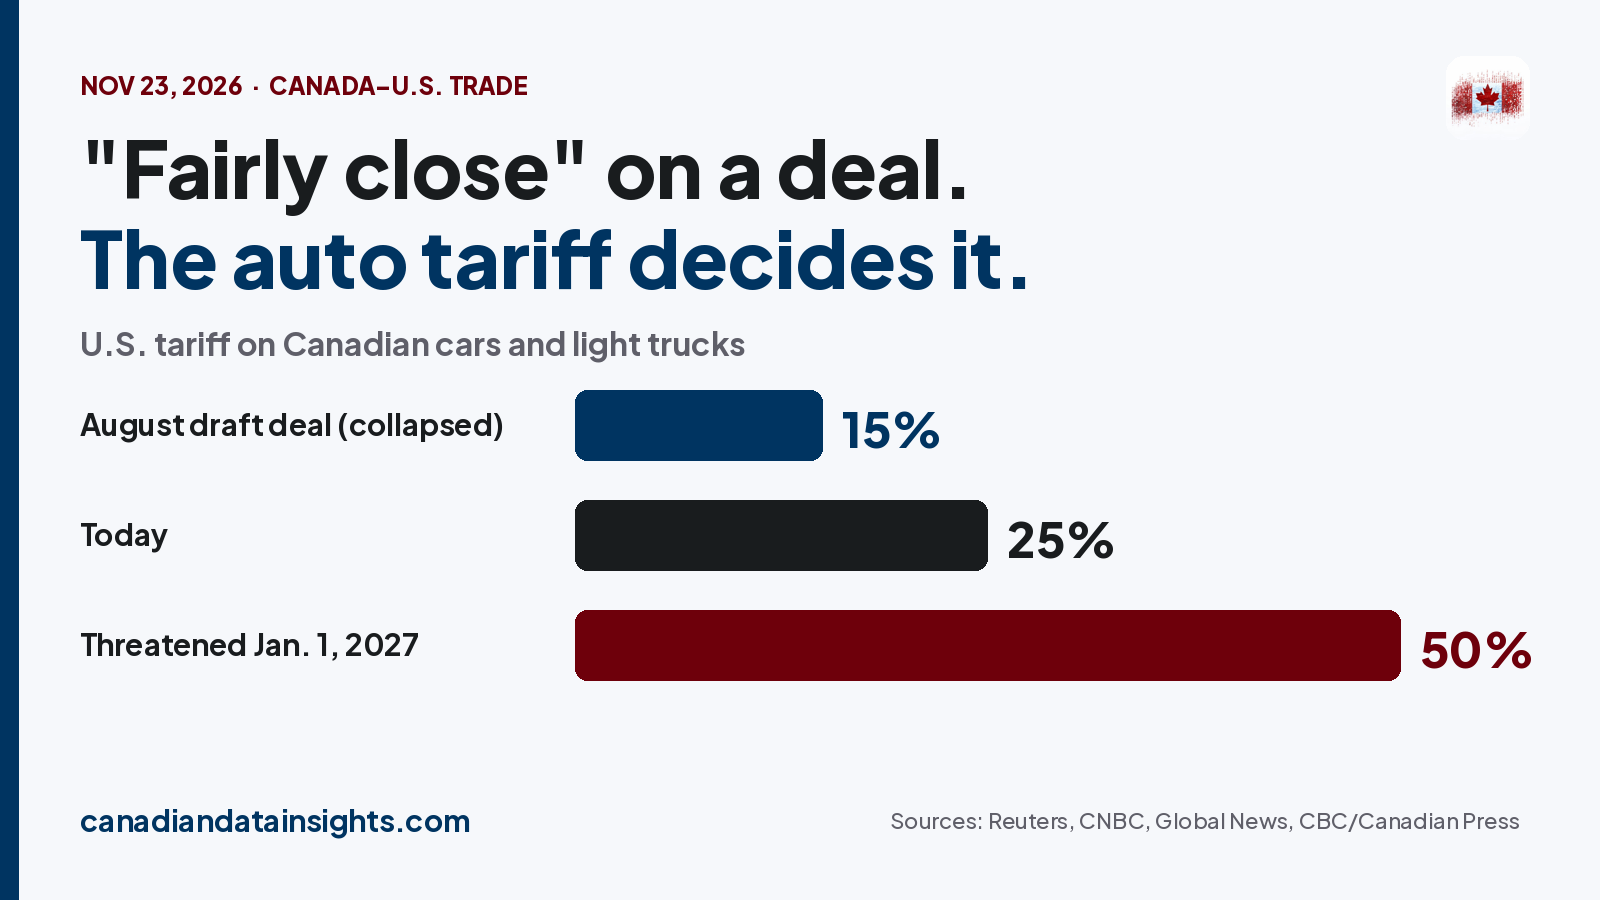 NOV 23, 2026 · CANADA–U.S. TRADE
"Fairly close" on a deal.
The auto tariff decides it.
U.S. tariff on Canadian cars and light trucks
August draft deal (collapsed)
15%
Today
25%
Threatened Jan. 1, 2027
50%
canadiandatainsights.com
Sources: Reuters, CNBC, Global News, CBC/Canadian Press